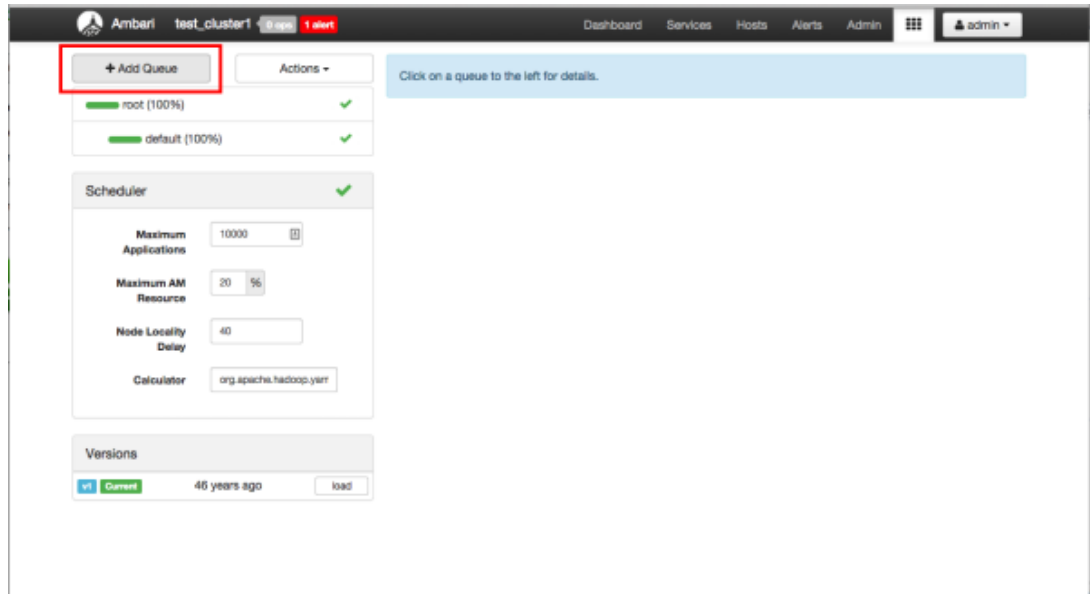 Ambari test_cluster1 0 ops 1 alert Dashboard Services Hosts Alerts Admin admin
+ Add Queue Actions
Click on a queue to the left for details.
root (100%)
default (100%)
Scheduler
Maximum Applications 10000
Maximum AM Resource 20 %
Node Locality Delay 40
Calculator org.apache.hadoop.yarr
Versions
v1 Current 46 years ago load